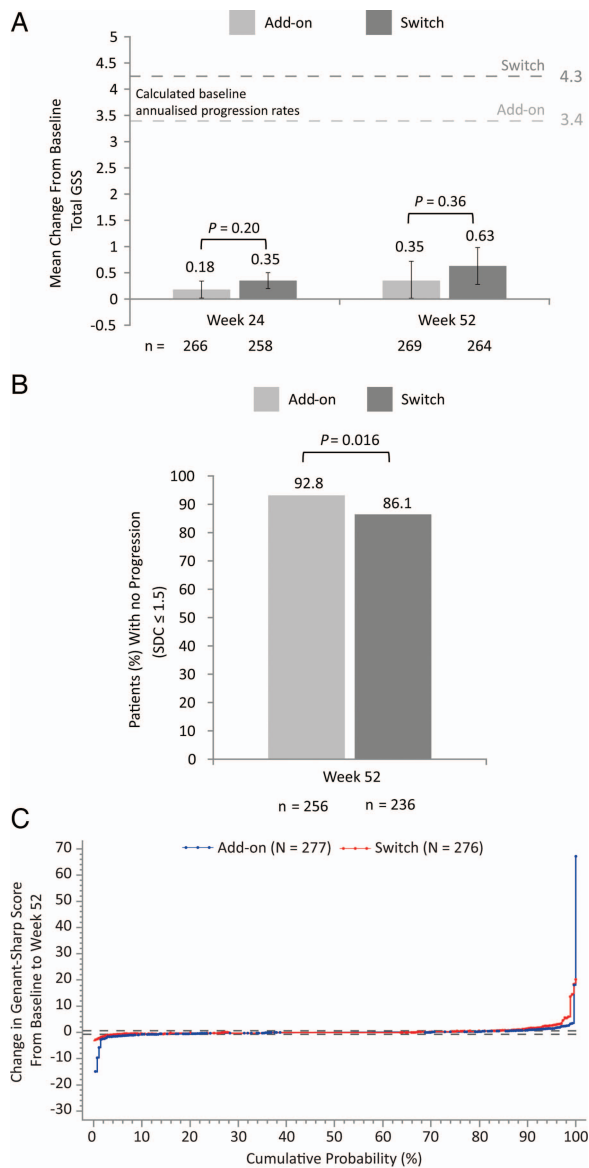 A
Add-on
Switch
5
4.5
4
3.5
3
2.5
2
1.5
1
0.5
0
-0.5
Mean Change From Baseline
Total GSS
Switch
4.3
Calculated baseline
annualised progression rates
Add-on
3.4
P = 0.20
P = 0.36
0.18
0.35
0.35
0.63
Week 24
Week 52
n =
266
258
269
264
B
Add-on
Switch
P = 0.016
100
90
80
70
60
50
40
30
20
10
0
Patients (%) With no Progression
(SDC ≤ 1.5)
92.8
86.1
Week 52
n = 256
n = 236
C
Add-on (N = 277)
Switch (N = 276)
70
60
50
40
30
20
10
0
-10
-20
-30
Change in Genant-Sharp Score
From Baseline to Week 52
0 10 20 30 40 50 60 70 80 90 100
Cumulative Probability (%)